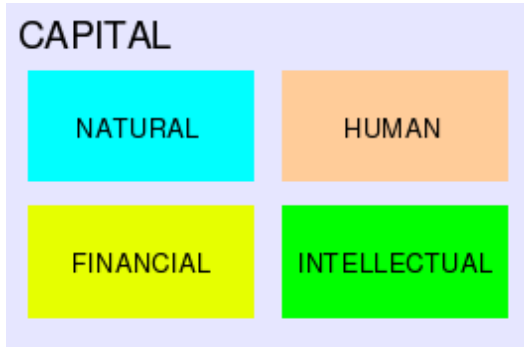 CAPITAL
NATURAL
HUMAN
FINANCIAL
INTELLECTUAL